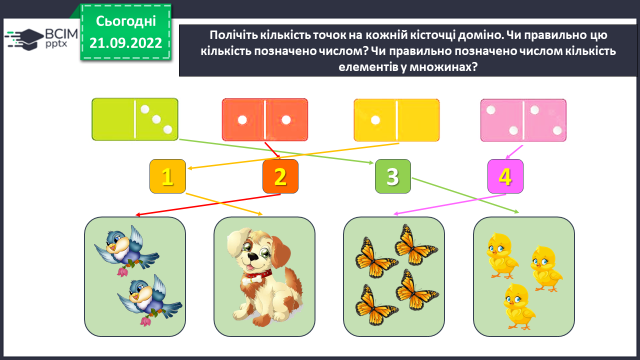 Сьогодні
21.09.2022
BCIM
pptx
Полічіть кількість точок на кожній кісточці доміно. Чи правильно цю
кількість позначено числом? Чи правильно позначено числом кількість
елементів у множинах?
1 2 3 4